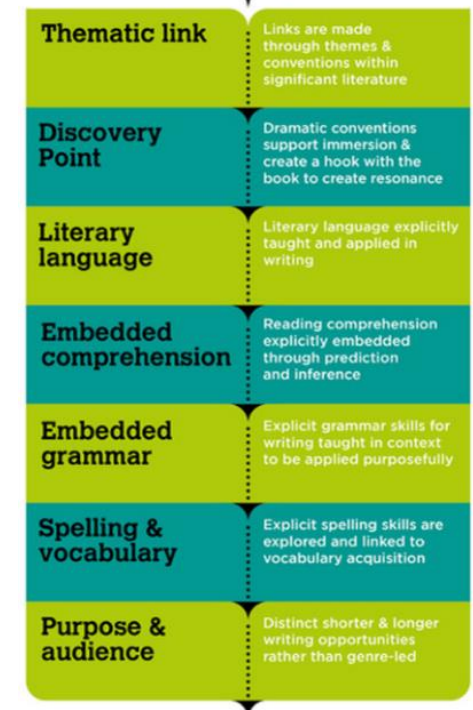 Thematic link
Links are made
through themes &
conventions within
significant literature
Discovery
Point
Dramatic conventions
support immersion &
create a hook with the
book to create resonance
Literary
language
Literary language explicitly
taught and applied in
writing
Embedded
comprehension
Reading comprehension
explicitly embedded
through prediction
and inference
Embedded
grammar
Explicit grammar skills for
writing taught in context
to be applied purposefully
Spelling &
vocabulary
Explicit spelling skills are
explored and linked to
vocabulary acquisition
Purpose &
audience
Distinct shorter & longer
writing opportunities
rather than genre-led